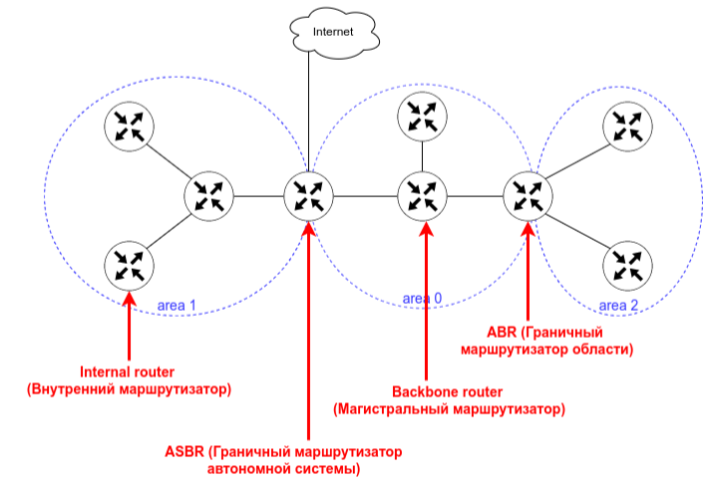 Internet
area 1
area 0
area 2
ABR (Граничный
маршрутизатор области)
Internal router
(Внутренний маршрутизатор)
Backbone router
(Магистральный маршрутизатор)
ASBR (Граничный маршрутизатор
автономной системы)